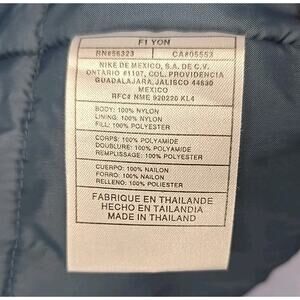 F1 YON
RN#56323 CA#05553
NIKE DE MEXICO, S.A. DE C.V.
ONTARIO #1107, COL. PROVIDENCIA
GUADALAJARA, JALISCO 44630
MEXICO
RFC# NME 920220 XL4
BODY: 100% NYLON
LINING: 100% NYLON
FILL: 100% POLYESTER
CORPS: 100% POLYAMIDE
DOUBLURE: 100% POLYAMIDE
REMPLISSAGE: 100% POLYESTER
CUERPO: 100% NAILON
FORRO: 100% NAILON
RELLENO: 100% POLIESTER
FABRIQUE EN THAILANDE
HECHO EN TAILANDIA
MADE IN THAILAND